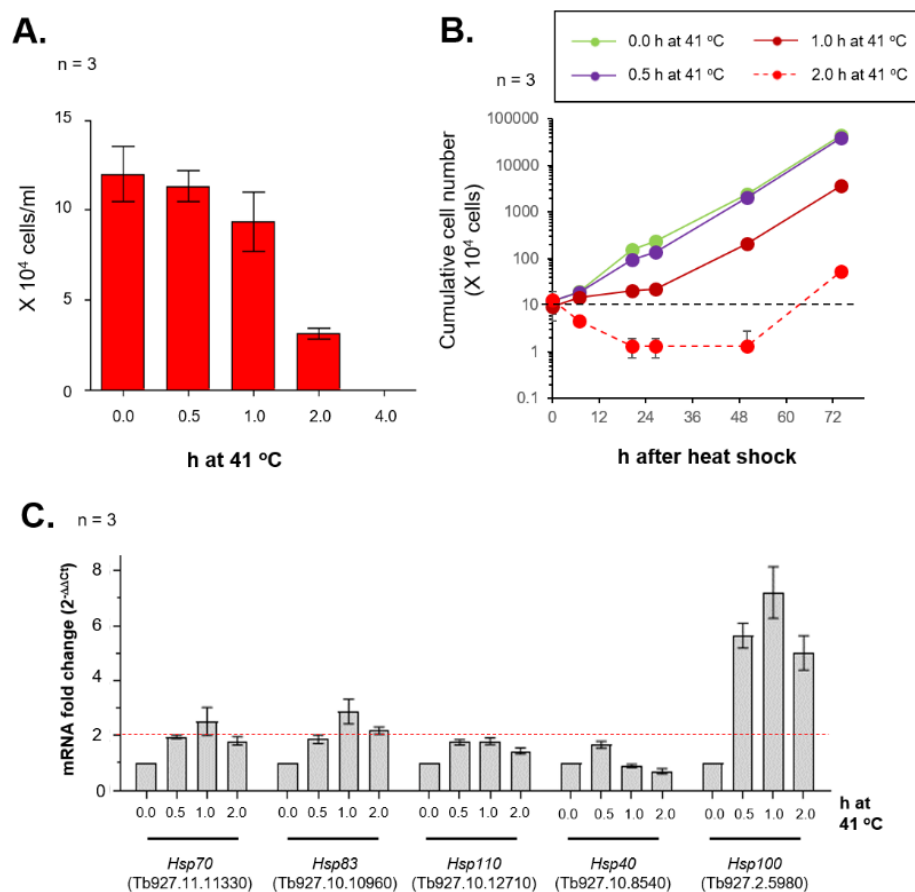 A.
n = 3
15
10
5
0
X 10⁴ cells/ml
0.0 0.5 1.0 2.0 4.0
h at 41 ºC
B.
n = 3
0.0 h at 41 ºC
1.0 h at 41 ºC
0.5 h at 41 ºC
2.0 h at 41 ºC
Cumulative cell number
(X 10⁴ cells)
100000
10000
1000
100
10
1
0.1
0 12 24 36 48 60 72
h after heat shock
C.
n = 3
mRNA fold change (2^-ΔΔCt)
8
6
4
2
0
0.0 0.5 1.0 2.0 0.0 0.5 1.0 2.0 0.0 0.5 1.0 2.0 0.0 0.5 1.0 2.0 0.0 0.5 1.0 2.0
h at
41 ºC
Hsp70 Hsp83 Hsp110 Hsp40 Hsp100
(Tb927.11.11330) (Tb927.10.10960) (Tb927.10.12710) (Tb927.10.8540) (Tb927.2.5980)